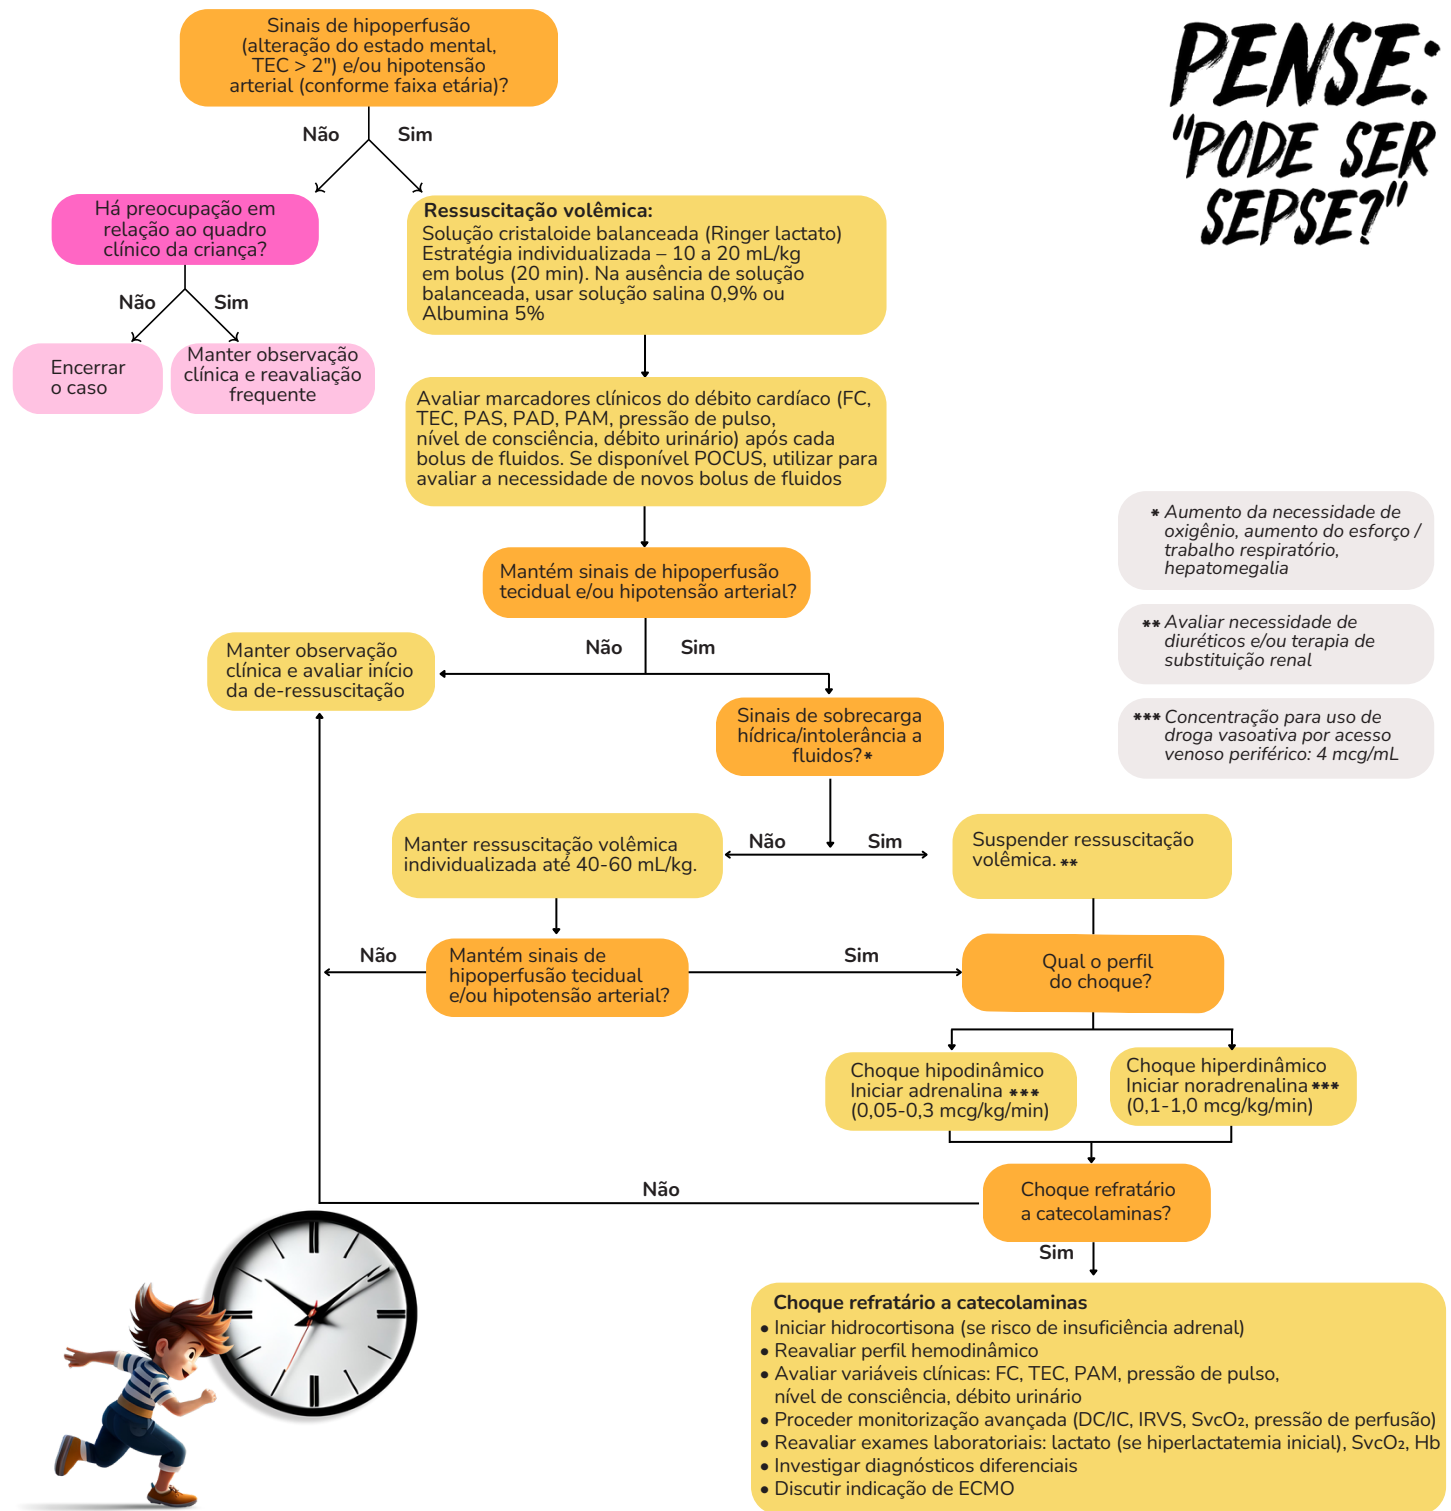 Sinais de hipoperfusão
(alteração do estado mental,
TEC > 2") e/ou hipotensão
arterial (conforme faixa etária)?
PENSE:
"PODE SER
SEPSE?"
Não
Sim
Há preocupação em
relação ao quadro
clínico da criança?
Ressuscitação volêmica:
Solução cristaloide balanceada (Ringer lactato)
Estratégia individualizada – 10 a 20 mL/kg
em bolus (20 min). Na ausência de solução
balanceada, usar solução salina 0,9% ou
Albumina 5%
Não
Sim
Encerrar
o caso
Manter observação
clínica e reavaliação
frequente
Avaliar marcadores clínicos do débito cardíaco (FC,
TEC, PAS, PAD, PAM, pressão de pulso,
nível de consciência, débito urinário) após cada
bolus de fluidos. Se disponível POCUS, utilizar para
avaliar a necessidade de novos bolus de fluidos
* Aumento da necessidade de
oxigênio, aumento do esforço /
trabalho respiratório,
hepatomegalia
** Avaliar necessidade de
diuréticos e/ou terapia de
substituição renal
*** Concentração para uso de
droga vasoativa por acesso
venoso periférico: 4 mcg/mL
Mantém sinais de hipoperfusão
tecidual e/ou hipotensão arterial?
Não
Sim
Manter observação
clínica e avaliar início
da de-ressuscitação
Sinais de sobrecarga
hídrica/intolerância a
fluidos?*
Não
Sim
Manter ressuscitação volêmica
individualizada até 40-60 mL/kg.
Suspender ressuscitação
volêmica. **
Não
Mantém sinais de
hipoperfusão tecidual
e/ou hipotensão arterial?
Sim
Qual o perfil
do choque?
Choque hipodinâmico
Iniciar adrenalina ***
(0,05-0,3 mcg/kg/min)
Choque hiperdinâmico
Iniciar noradrenalina ***
(0,1-1,0 mcg/kg/min)
Não
Choque refratário
a catecolaminas?
Sim
Choque refratário a catecolaminas
• Iniciar hidrocortisona (se risco de insuficiência adrenal)
• Reavaliar perfil hemodinâmico
• Avaliar variáveis clínicas: FC, TEC, PAM, pressão de pulso,
nível de consciência, débito urinário
• Proceder monitorização avançada (DC/IC, IRVS, SvcO₂, pressão de perfusão)
• Reavaliar exames laboratoriais: lactato (se hiperlactatemia inicial), SvcO₂, Hb
• Investigar diagnósticos diferenciais
• Discutir indicação de ECMO